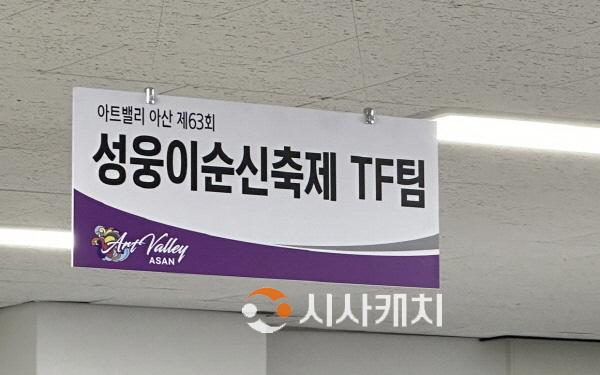 아트밸리 아산 제63회
성웅이순신축제 TF팀
Art Valley
ASAN
시사캐치